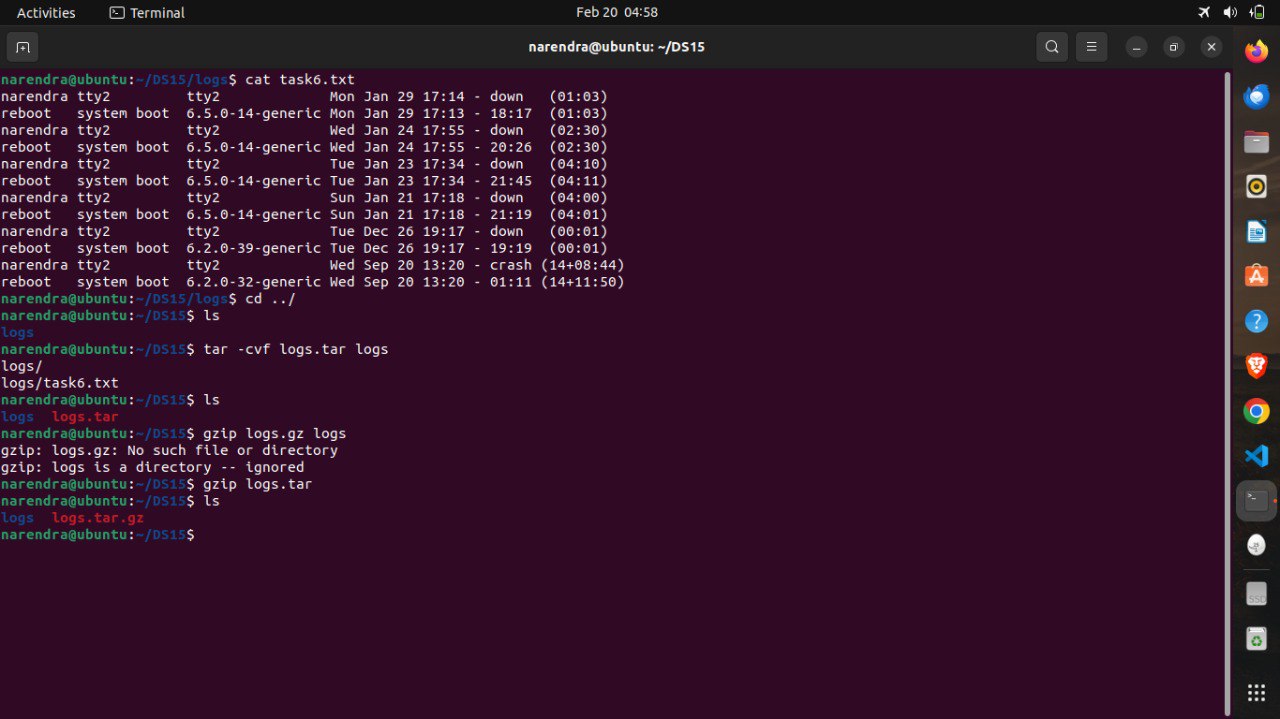 Activities Terminal Feb 20 04:58
narendra@ubuntu: ~/DS15
narendra@ubuntu:~/DS15/logs$ cat task6.txt
narendra tty2         tty2             Mon Jan 29 17:14 - down   (01:03)
reboot   system boot  6.5.0-14-generic Mon Jan 29 17:13 - 18:17  (01:03)
narendra tty2         tty2             Wed Jan 24 17:55 - down   (02:30)
reboot   system boot  6.5.0-14-generic Wed Jan 24 17:55 - 20:26  (02:30)
narendra tty2         tty2             Tue Jan 23 17:34 - down   (04:10)
reboot   system boot  6.5.0-14-generic Tue Jan 23 17:34 - 21:45  (04:11)
narendra tty2         tty2             Sun Jan 21 17:18 - down   (04:00)
reboot   system boot  6.5.0-14-generic Sun Jan 21 17:18 - 21:19  (04:01)
narendra tty2         tty2             Tue Dec 26 19:17 - down   (00:01)
reboot   system boot  6.2.0-39-generic Tue Dec 26 19:17 - 19:19  (00:01)
narendra tty2         tty2             Wed Sep 20 13:20 - crash (14+08:44)
reboot   system boot  6.2.0-32-generic Wed Sep 20 13:20 - 01:11 (14+11:50)
narendra@ubuntu:~/DS15/logs$ cd ../
narendra@ubuntu:~/DS15$ ls
logs
narendra@ubuntu:~/DS15$ tar -cvf logs.tar logs
logs/
logs/task6.txt
narendra@ubuntu:~/DS15$ ls
logs  logs.tar
narendra@ubuntu:~/DS15$ gzip logs.gz logs
gzip: logs.gz: No such file or directory
gzip: logs is a directory -- ignored
narendra@ubuntu:~/DS15$ gzip logs.tar
narendra@ubuntu:~/DS15$ ls
logs  logs.tar.gz
narendra@ubuntu:~/DS15$
SSD